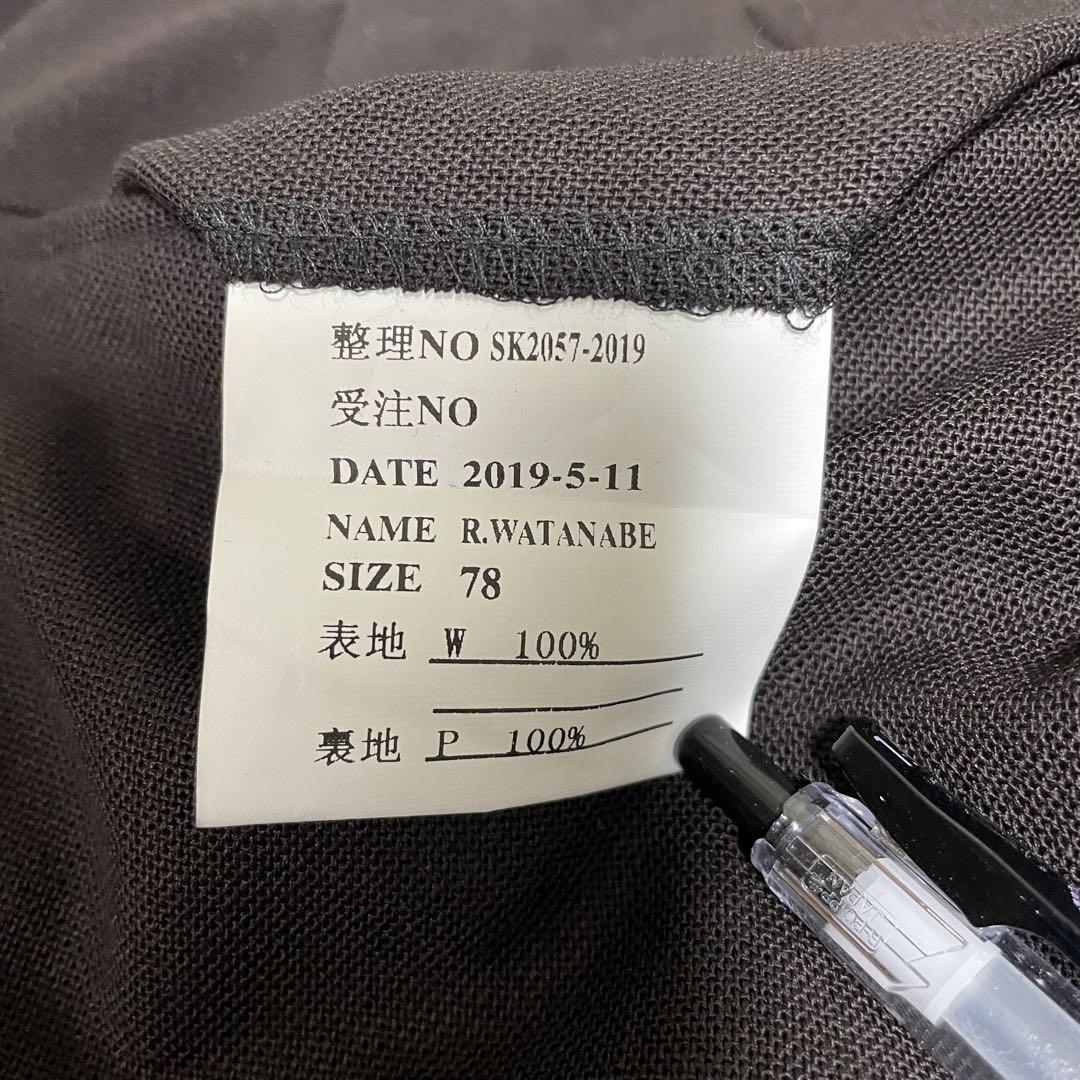 整理NO SK2057-2019
受注NO
DATE 2019-5-11
NAME R.WATANABE
SIZE 78
表地 W 100%
裏地 P 100%
JAPAN